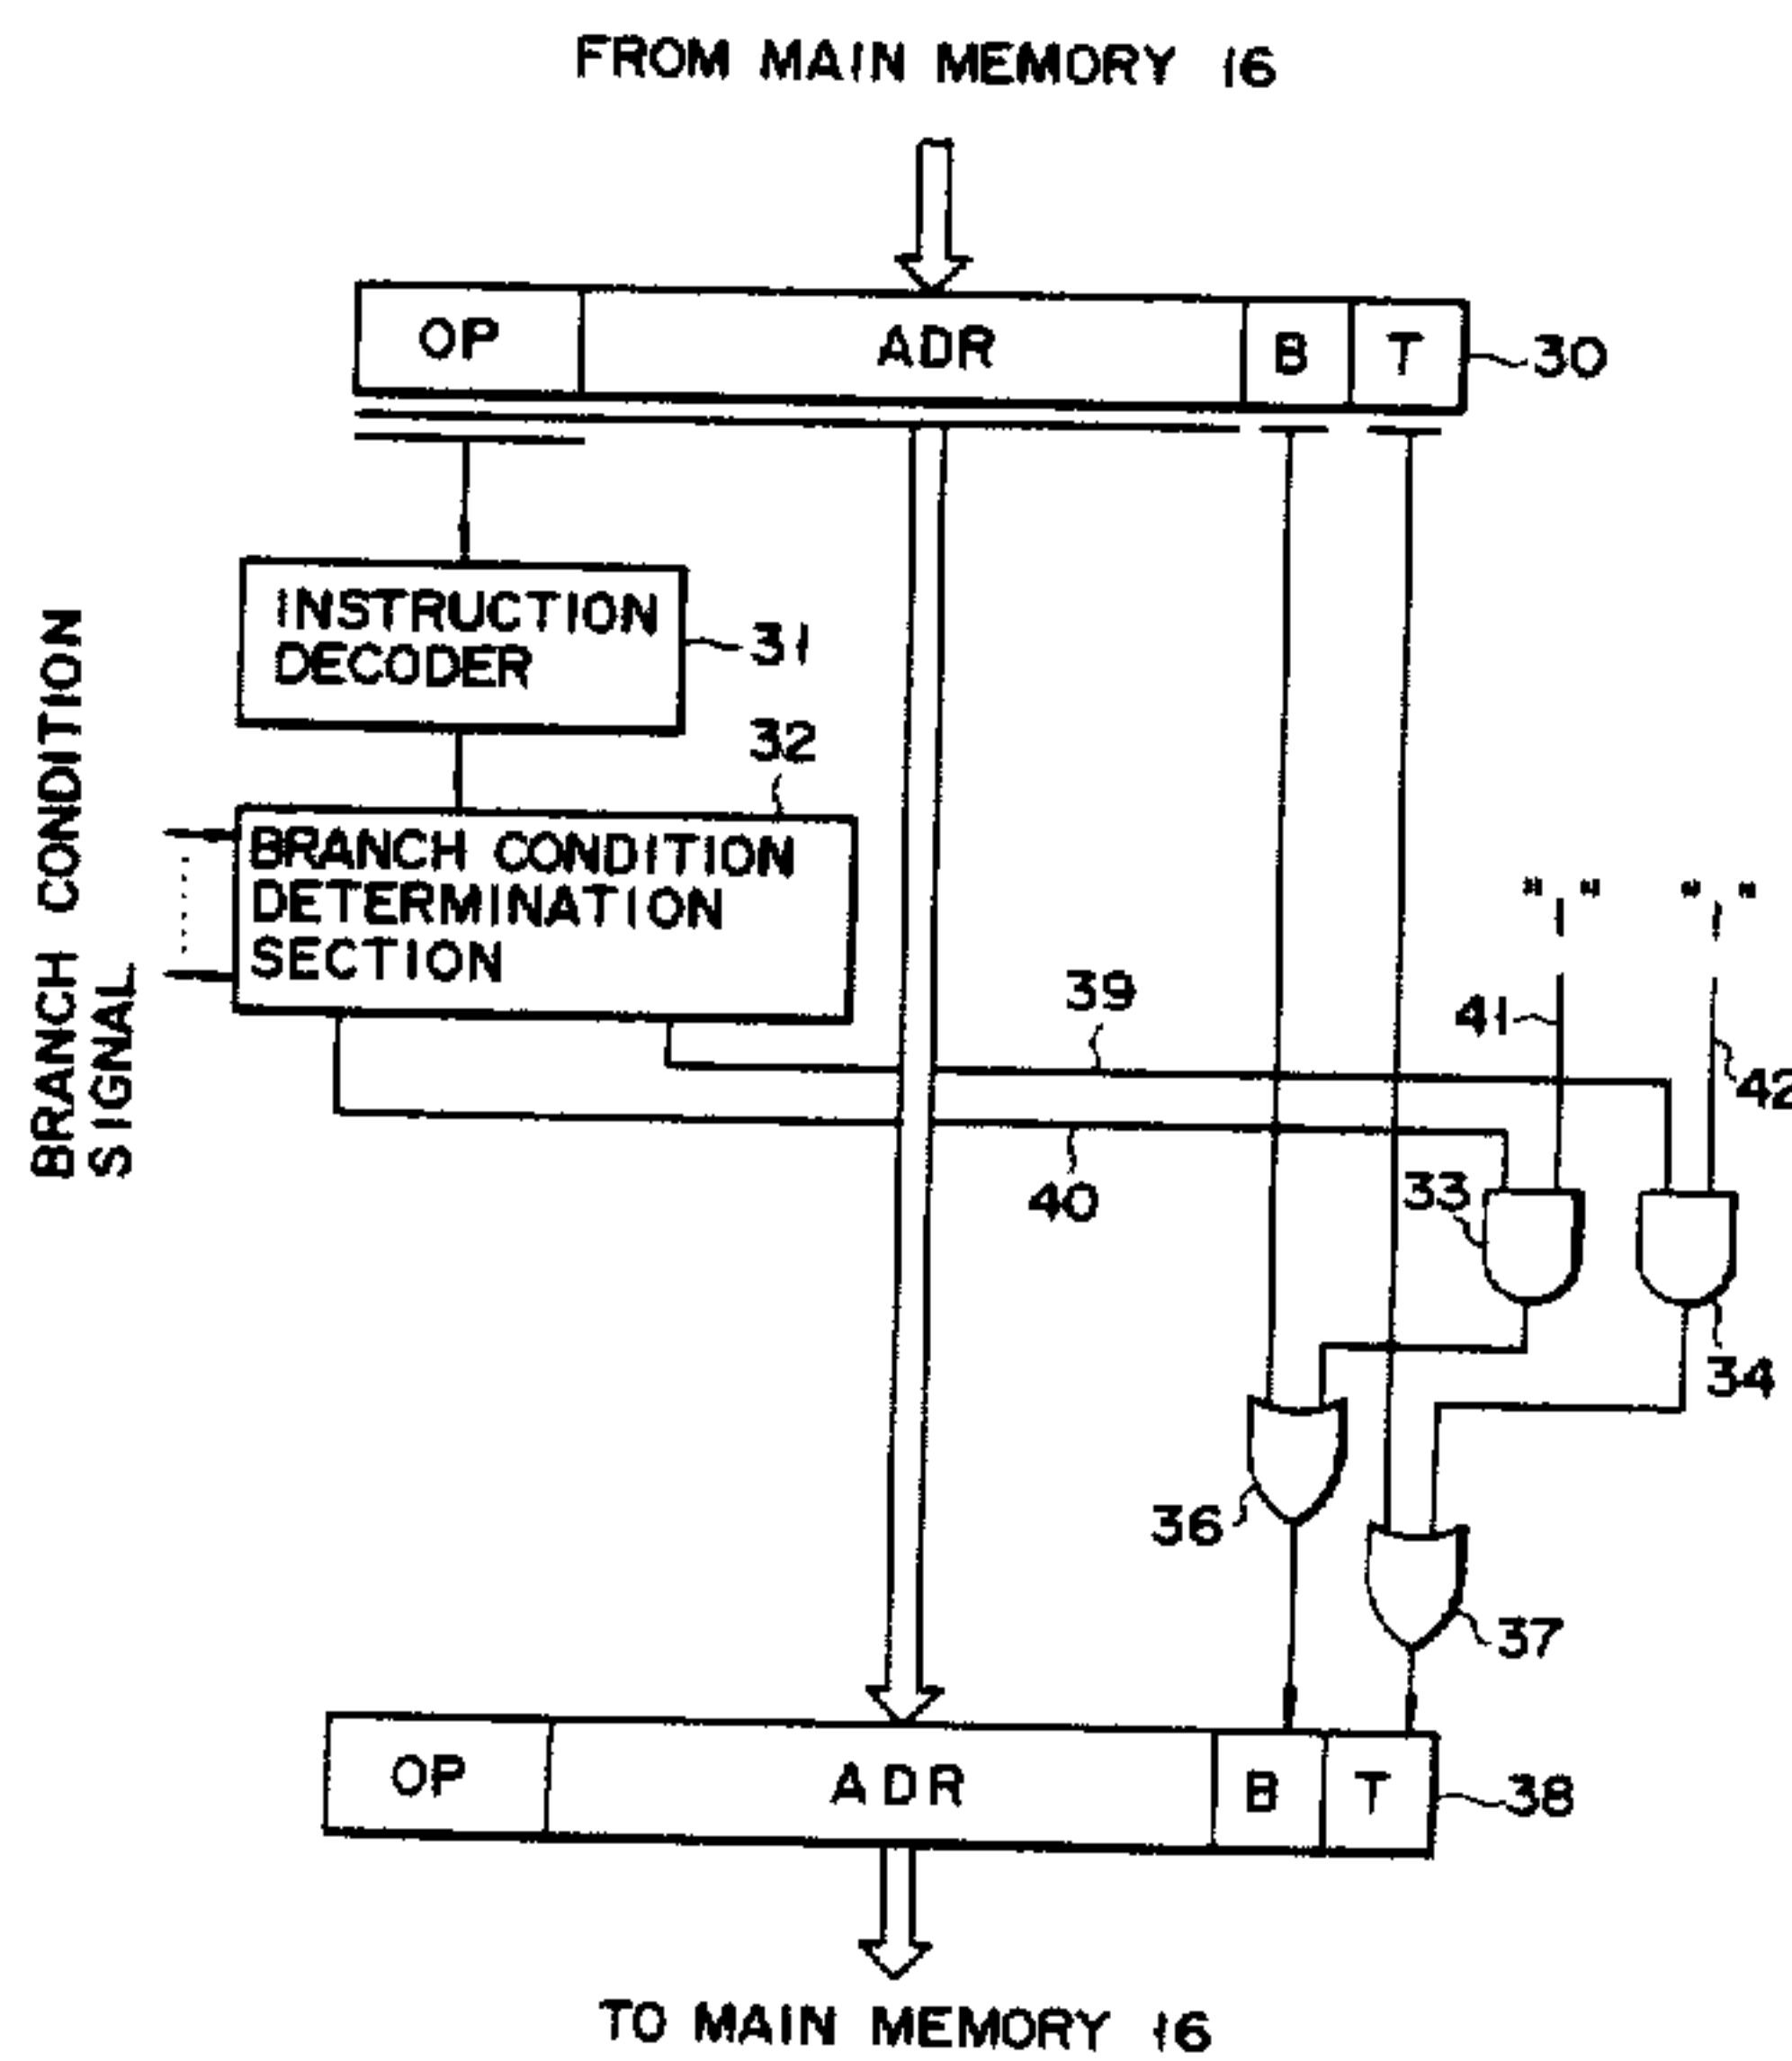 FROM MAIN MEMORY 16
OP ADR B T 30
INSTRUCTION
DECODER
31
32
BRANCH CONDITION
SIGNAL
BRANCH CONDITION
DETERMINATION
SECTION
"1" "1"
39
41
42
40
33
34
36
37
OP ADR B T 38
TO MAIN MEMORY 16